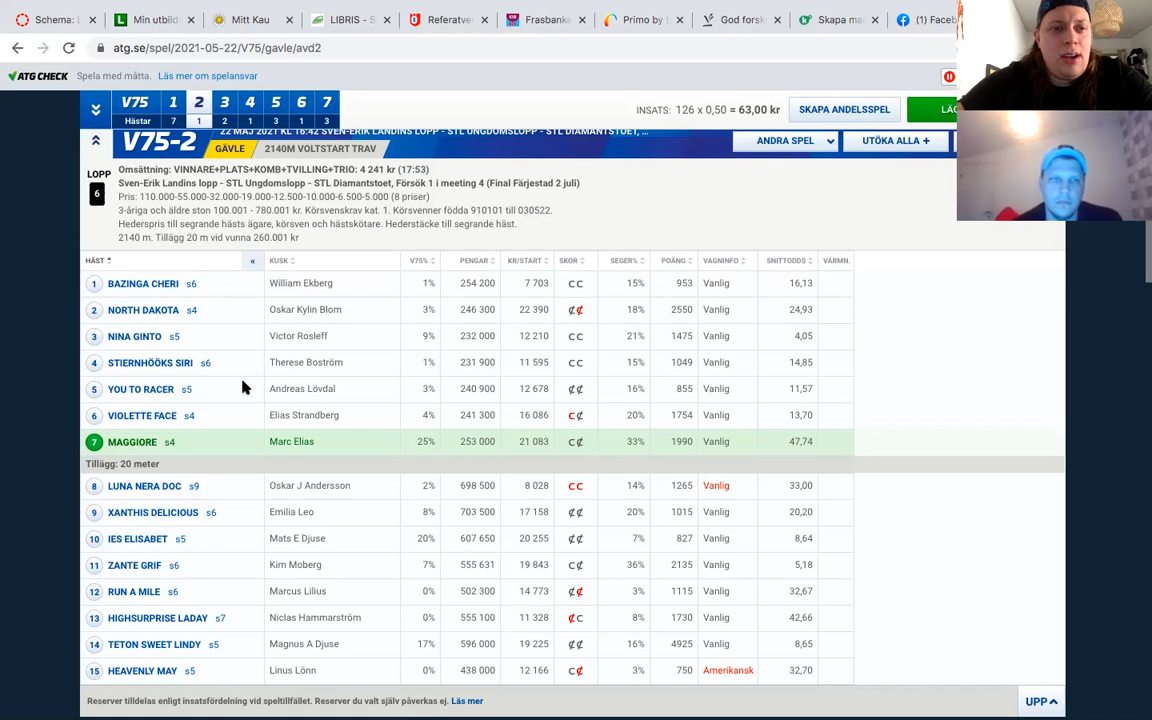 Schema: L
Min utbild
Mitt Kau
LIBRIS - S
Referatver
Frasbanke
Primo by
God forsk
Skapa ma
(1) Faceb
atg.se/spel/2021-05-22/V75/gavle/avd2
ATG CHECK Spela med måtta. Läs mer om spelansvar
V75 1 2 3 4 5 6 7
Hästar 7 1 2 1 3 1 3
INSATS: 126 x 0,50 = 63,00 kr SKAPA ANDELSSPEL
V75-2 22 MAJ 2021 KL 16:42 SVEN-ERIK LANDINS LOPP - STL UNGDOMSLOPP - STL DIAMANTSTOET, ...
GÄVLE 2140M VOLTSTART TRAV ANDRA SPEL UTÖKA ALLA +
LOPP 6
Omsättning: VINNARE+PLATS+KOMB+TVILLING+TRIO: 4 241 kr (17:53)
Sven-Erik Landins lopp - STL Ungdomslopp - STL Diamantstoet, Försök 1 i meeting 4 (Final Färjestad 2 juli)
Pris: 110.000-55.000-32.000-19.000-12.500-10.000-6.500-5.000 (8 priser)
3-åriga och äldre ston 100.001 - 780.001 kr. Körsvenskrav kat. 1. Körsvenner födda 910101 till 030522.
Hederspris till segrande hästs ägare, körsven och hästskötare. Hederstäcke till segrande häst.
2140 m. Tillägg 20 m vid vunna 260.001 kr
HÄST « KUSK V75% PENGAR KR/START SKOR SEGER% POÄNG VAGNINFO SNITTODDS VÄRMN.
1 BAZINGA CHERI s6 William Ekberg 1% 254 200 7 703 C C 15% 953 Vanlig 16,13
2 NORTH DAKOTA s4 Oskar Kylin Blom 3% 246 300 22 390 ₵ ₵ 18% 2550 Vanlig 24,93
3 NINA GINTO s5 Victor Rosleff 9% 232 000 12 210 C C 21% 1475 Vanlig 4,05
4 STIERNHÖÖKS SIRI s6 Therese Boström 1% 231 900 11 595 C C 15% 1049 Vanlig 14,85
5 YOU TO RACER s5 Andreas Lövdal 3% 240 900 12 678 ₵ ₵ 16% 855 Vanlig 11,57
6 VIOLETTE FACE s4 Elias Strandberg 4% 241 300 16 086 C ₵ 20% 1754 Vanlig 13,70
7 MAGGIORE s4 Marc Elias 25% 253 000 21 083 C ₵ 33% 1990 Vanlig 47,74
Tillägg: 20 meter
8 LUNA NERA DOC s9 Oskar J Andersson 2% 698 500 8 028 C C 14% 1265 Vanlig 33,00
9 XANTHIS DELICIOUS s6 Emilia Leo 8% 703 500 17 158 ₵ ₵ 20% 1015 Vanlig 20,20
10 IES ELISABET s5 Mats E Djuse 20% 607 650 20 255 ₵ ₵ 7% 827 Vanlig 8,64
11 ZANTE GRIF s6 Kim Moberg 7% 555 631 19 843 C ₵ 36% 2135 Vanlig 5,18
12 RUN A MILE s6 Marcus Lilius 0% 502 300 14 773 ₵ ₵ 3% 1115 Vanlig 32,67
13 HIGHSURPRISE LADAY s7 Niclas Hammarström 0% 555 100 11 328 ₵ C 8% 1730 Vanlig 42,66
14 TETON SWEET LINDY s5 Magnus A Djuse 17% 596 000 19 225 ₵ ₵ 16% 4925 Vanlig 8,65
15 HEAVENLY MAY s5 Linus Lönn 0% 438 000 12 166 C ₵ 3% 750 Amerikansk 32,70
Reserver tilldelas enligt insatsfördelning vid speltillfället. Reserver du valt själv påverkas ej. Läs mer
UPP